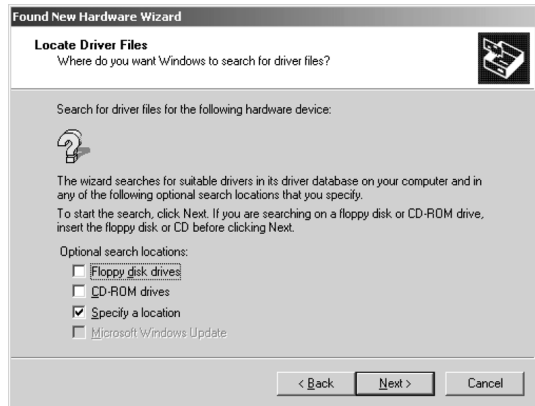 Found New Hardware Wizard
Locate Driver Files
Where do you want Windows to search for driver files?
Search for driver files for the following hardware device:
The wizard searches for suitable drivers in its driver database on your computer and in
any of the following optional search locations that you specify.
To start the search, click Next. If you are searching on a floppy disk or CD-ROM drive,
insert the floppy disk or CD before clicking Next.
Optional search locations:
Floppy disk drives
CD-ROM drives
Specify a location
Microsoft Windows Update
< Back Next > Cancel